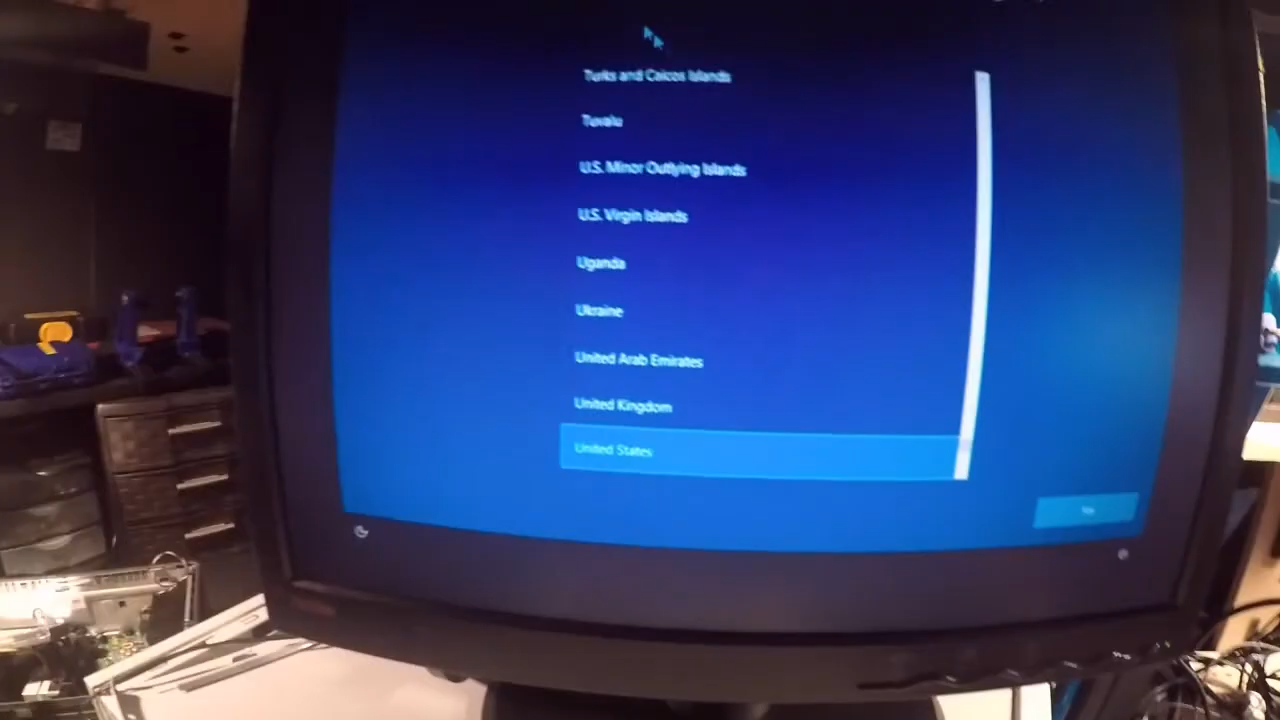 Turks and Caicos Islands
Tuvalu
U.S. Minor Outlying Islands
U.S. Virgin Islands
Uganda
Ukraine
United Arab Emirates
United Kingdom
United States
Yes